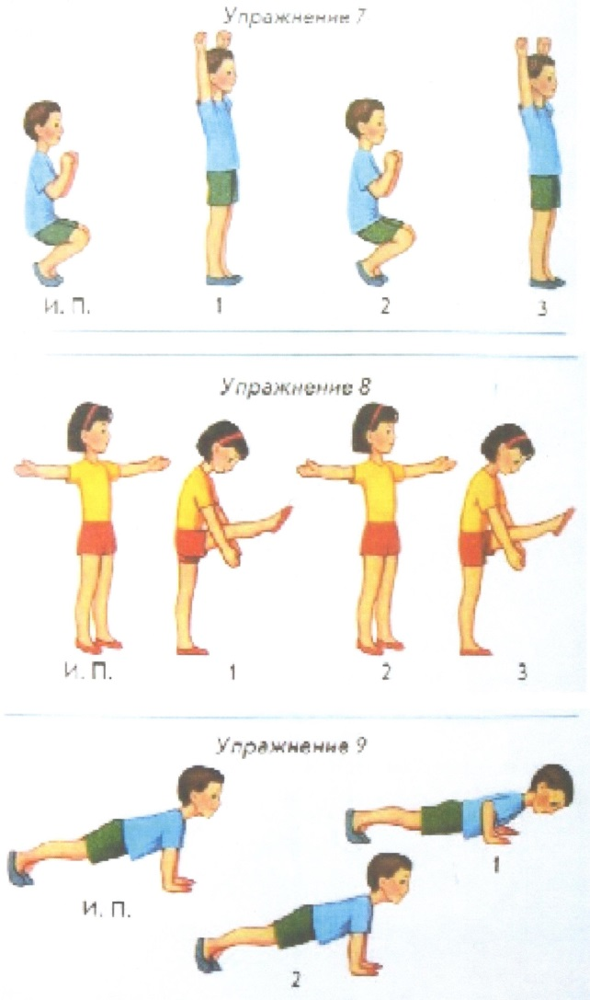 Упражнение 7
И. П. 1 2 3
Упражнение 8
И. П. 1 2 3
Упражнение 9
И. П. 1
2